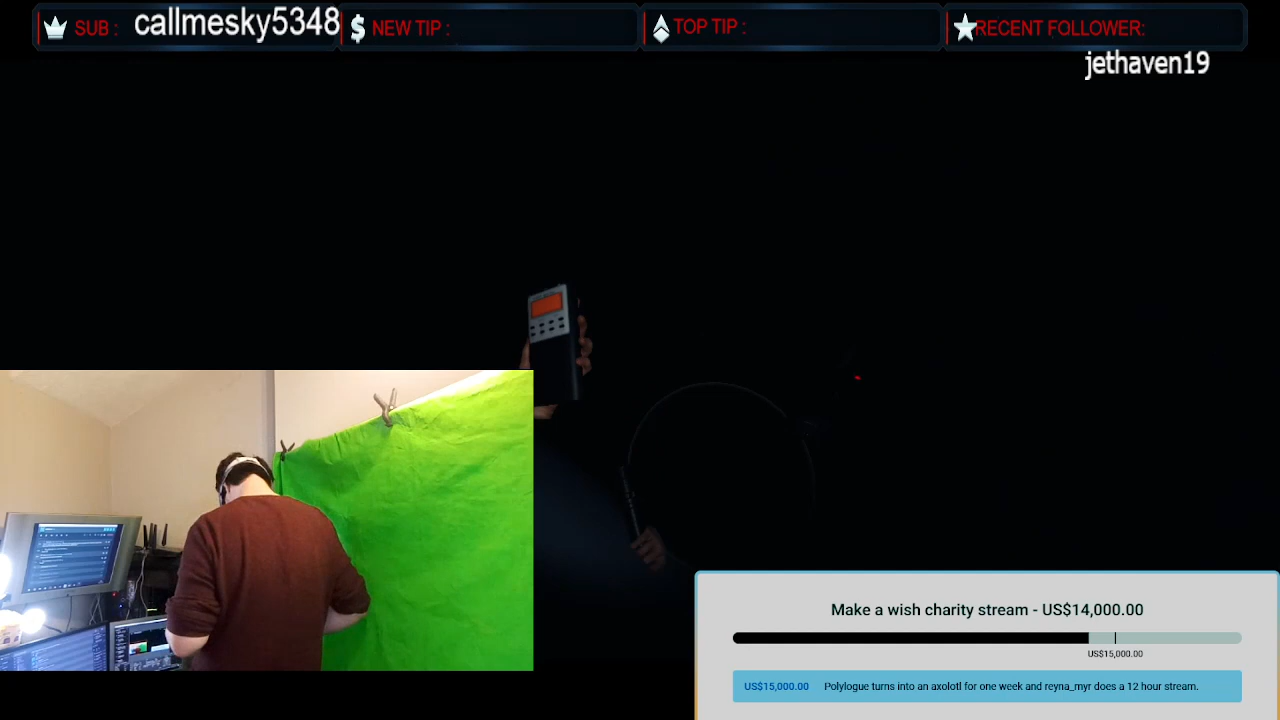 SUB : callmesky5348
NEW TIP :
TOP TIP :
RECENT FOLLOWER:
jethaven19
Make a wish charity stream - US$14,000.00
US$15,000.00
US$15,000.00 Polylogue turns into an axolotl for one week and reyna_myr does a 12 hour stream.